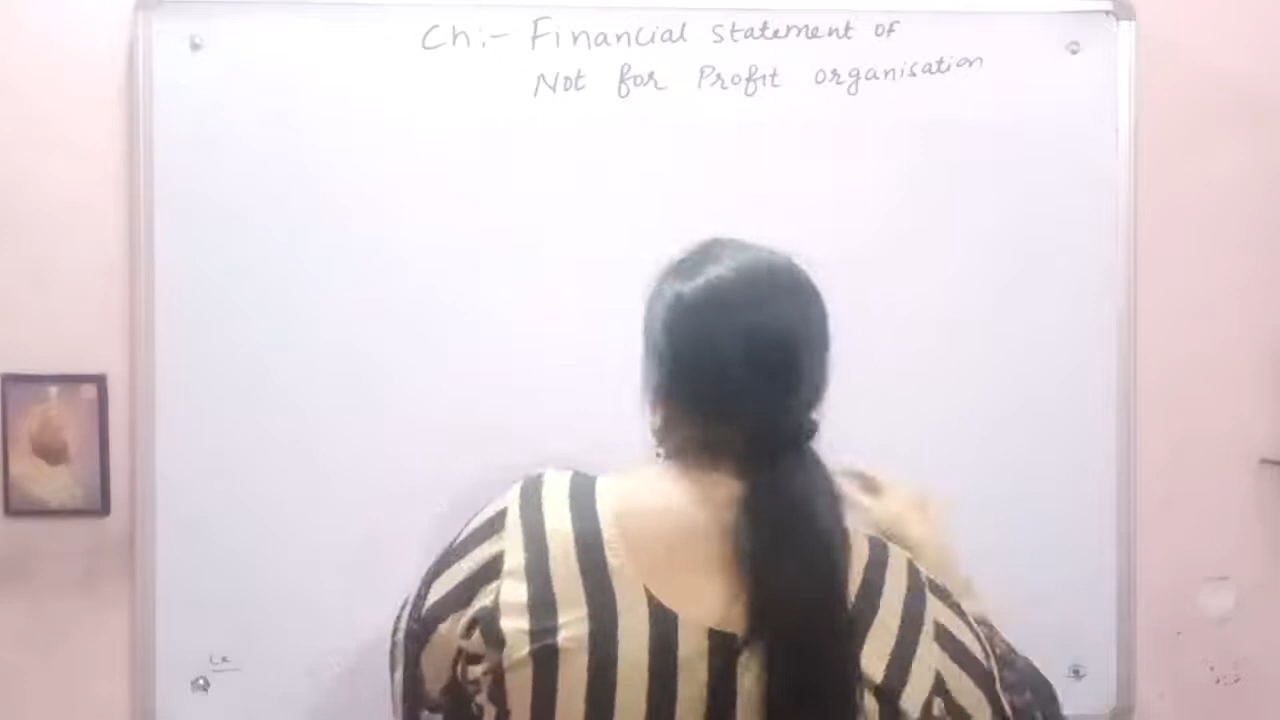 Ch:- Financial statement of
Not for Profit organisation